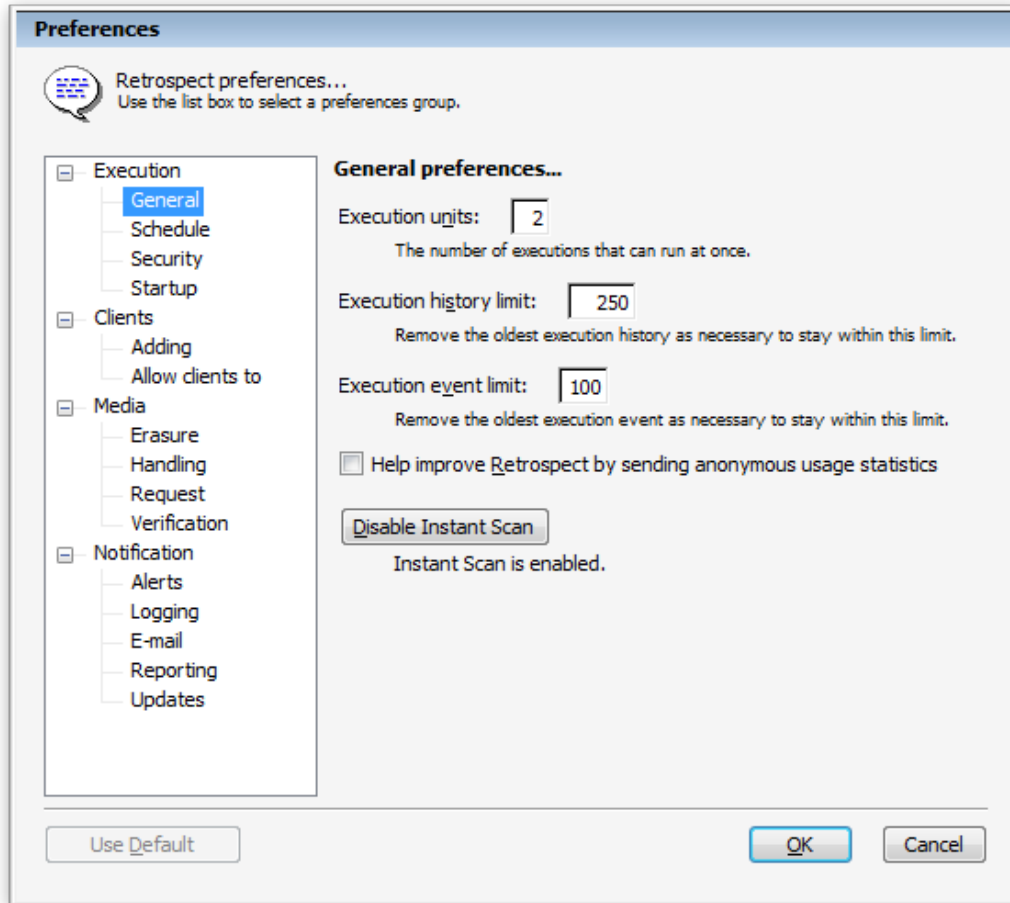 Preferences
Retrospect preferences...
Use the list box to select a preferences group.
Execution
General
Schedule
Security
Startup
Clients
Adding
Allow clients to
Media
Erasure
Handling
Request
Verification
Notification
Alerts
Logging
E-mail
Reporting
Updates
General preferences...
Execution units: 2
The number of executions that can run at once.
Execution history limit: 250
Remove the oldest execution history as necessary to stay within this limit.
Execution event limit: 100
Remove the oldest execution event as necessary to stay within this limit.
Help improve Retrospect by sending anonymous usage statistics
Disable Instant Scan
Instant Scan is enabled.
Use Default
OK
Cancel